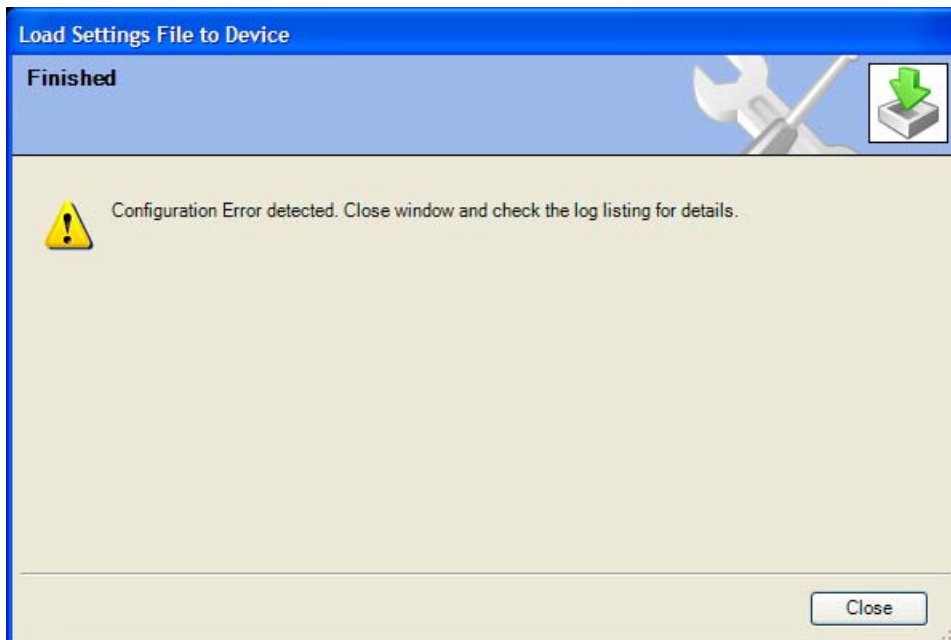 Load Settings File to Device
Finished
Configuration Error detected. Close window and check the log listing for details.
Close